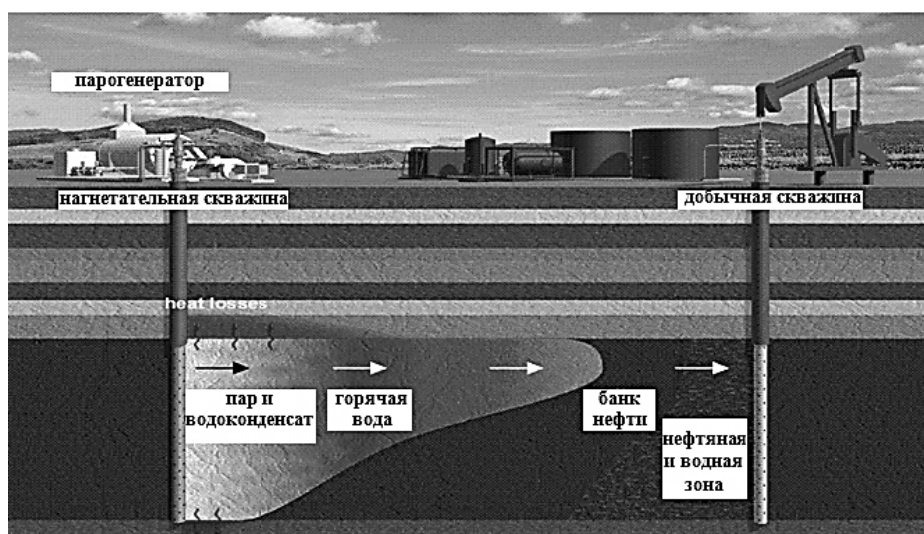 парогенератор
нагнетательная скважина
добычная скважина
heat losses
пар и
водоконденсат
горячая
вода
банк
нефти
нефтяная
и водная
зона